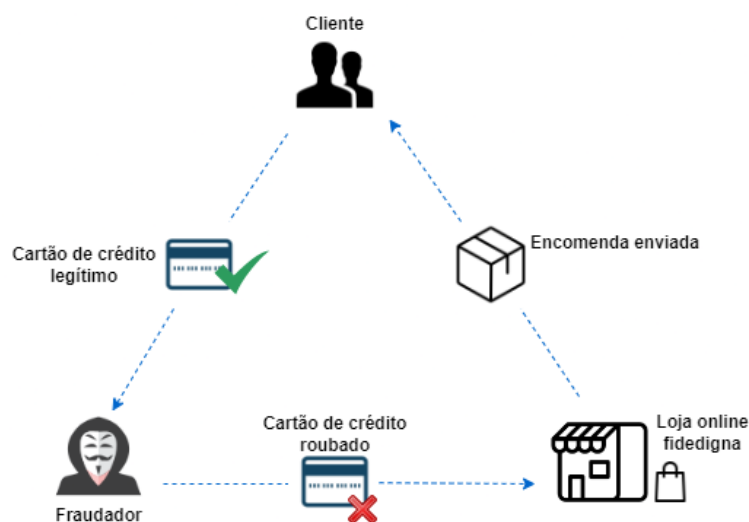 Cliente
Cartão de crédito
legítimo
Encomenda enviada
Cartão de crédito
roubado
Loja online
fidedigna
Fraudador